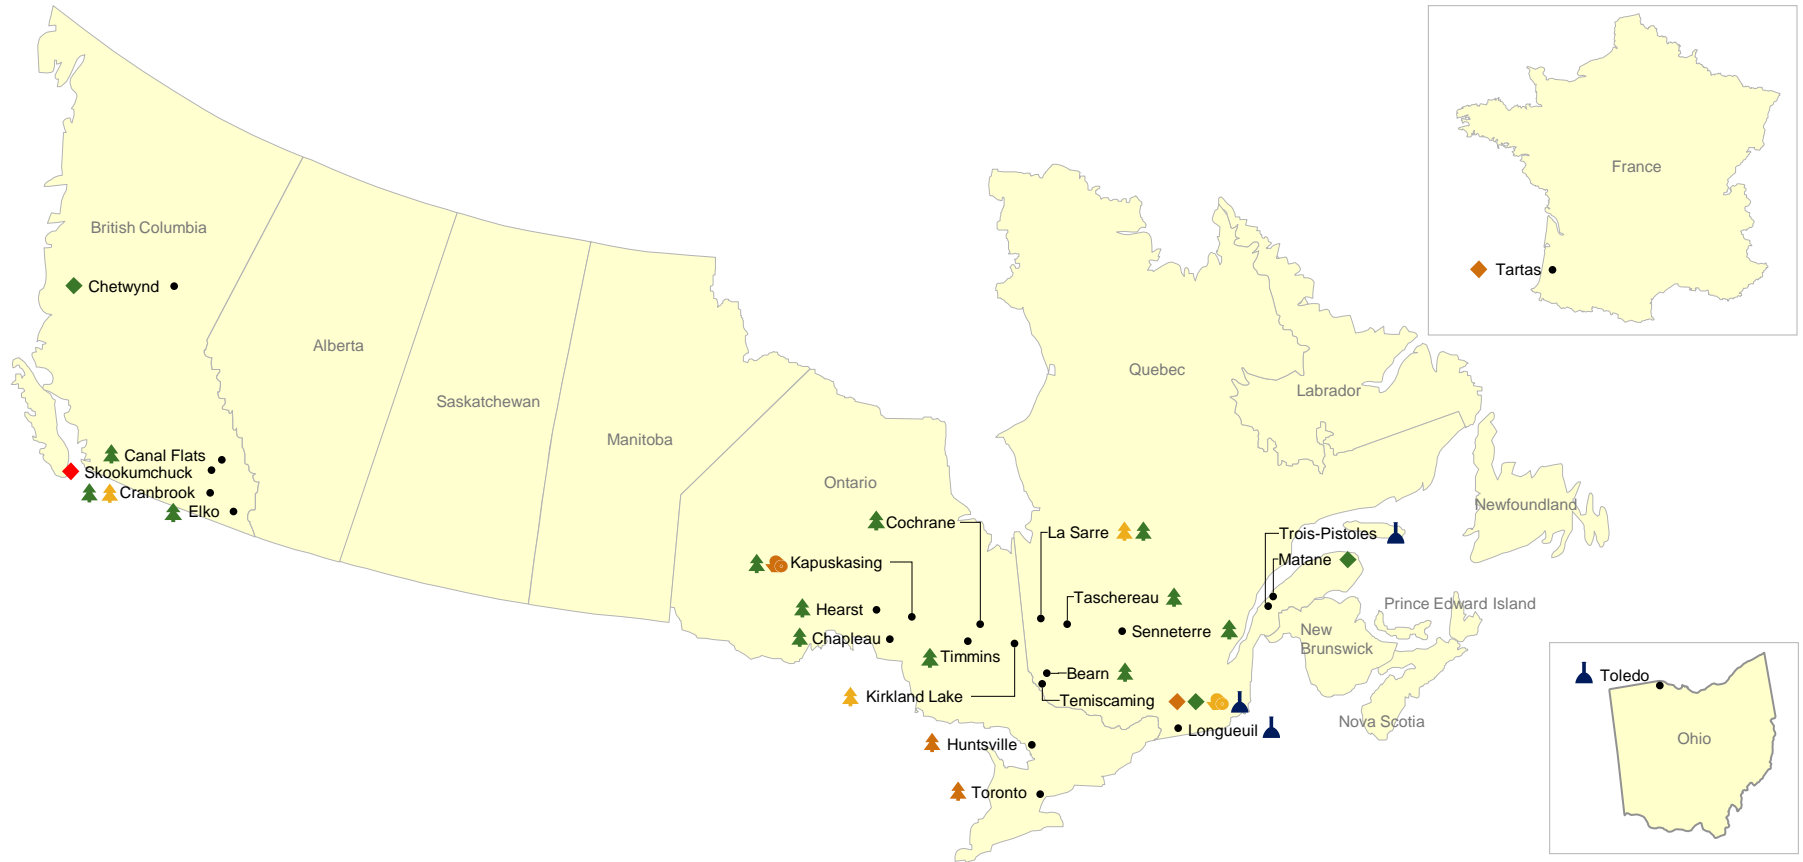 British Columbia
Chetwynd
Canal Flats
Skookumchuck
Cranbrook
Elko
Alberta
Saskatchewan
Manitoba
Ontario
Cochrane
Kapuskasing
Hearst
Chapleau
Timmins
Kirkland Lake
Huntsville
Toronto
Quebec
Labrador
La Sarre
Taschereau
Senneterre
Bearn
Temiscaming
Longueuil
Trois-Pistoles
Matane
Newfoundland
Prince Edward Island
New
Brunswick
Nova Scotia
France
Tartas
Toledo
Ohio